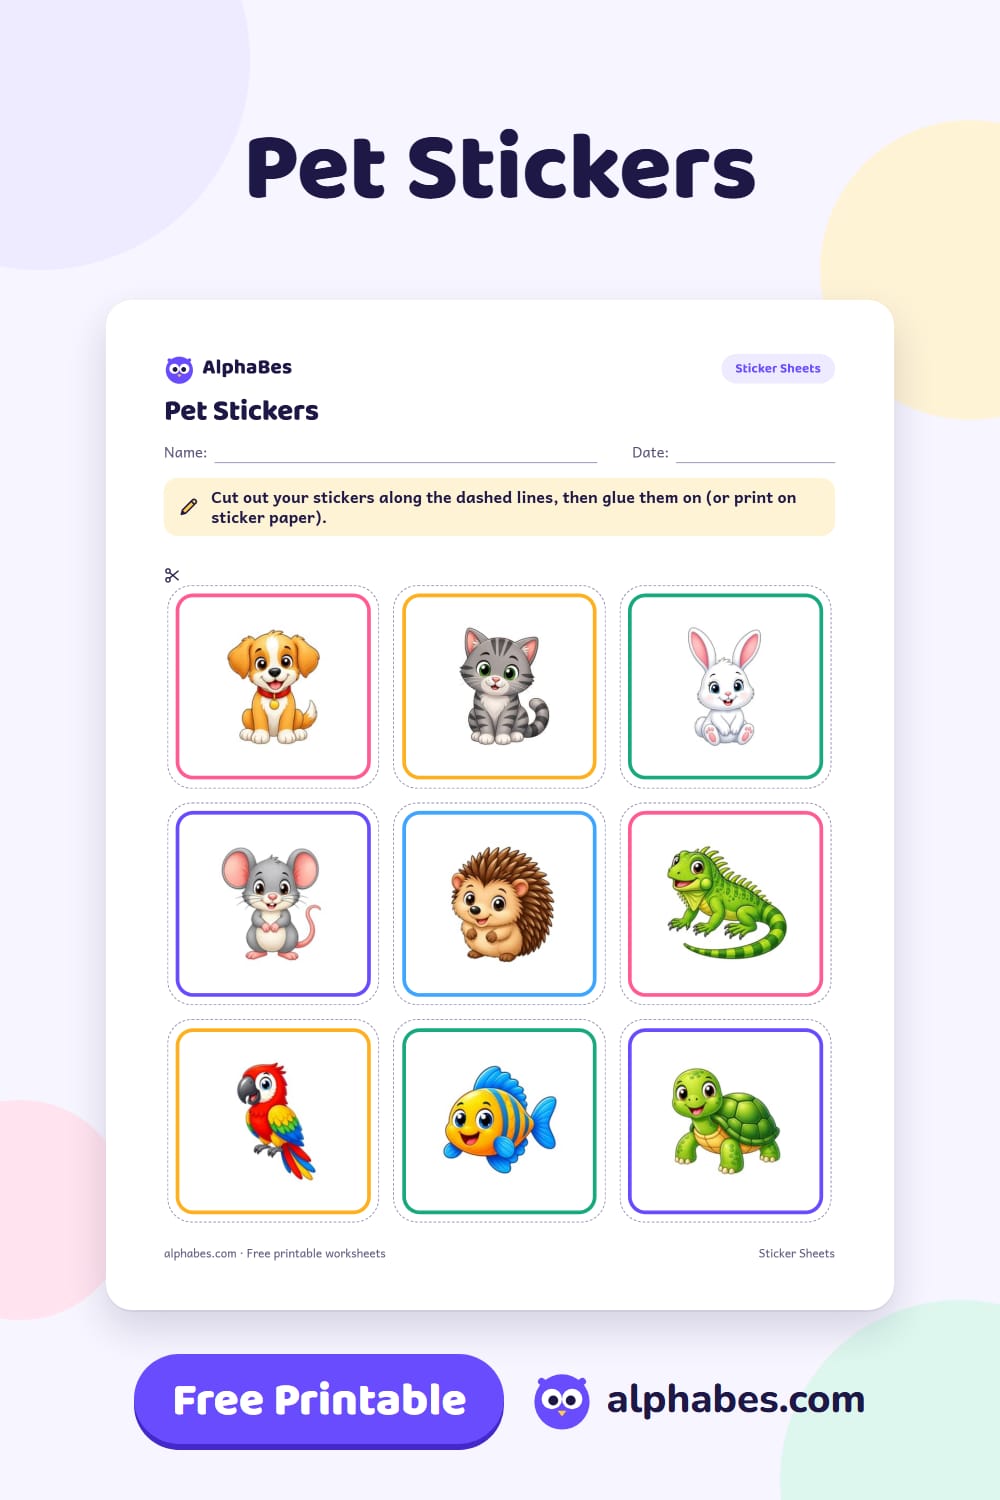 Pet Stickers
AlphaBes
Sticker Sheets
Pet Stickers
Name:
Date:
Cut out your stickers along the dashed lines, then glue them on (or print on
sticker paper).
alphabes.com · Free printable worksheets
Sticker Sheets
Free Printable
alphabes.com